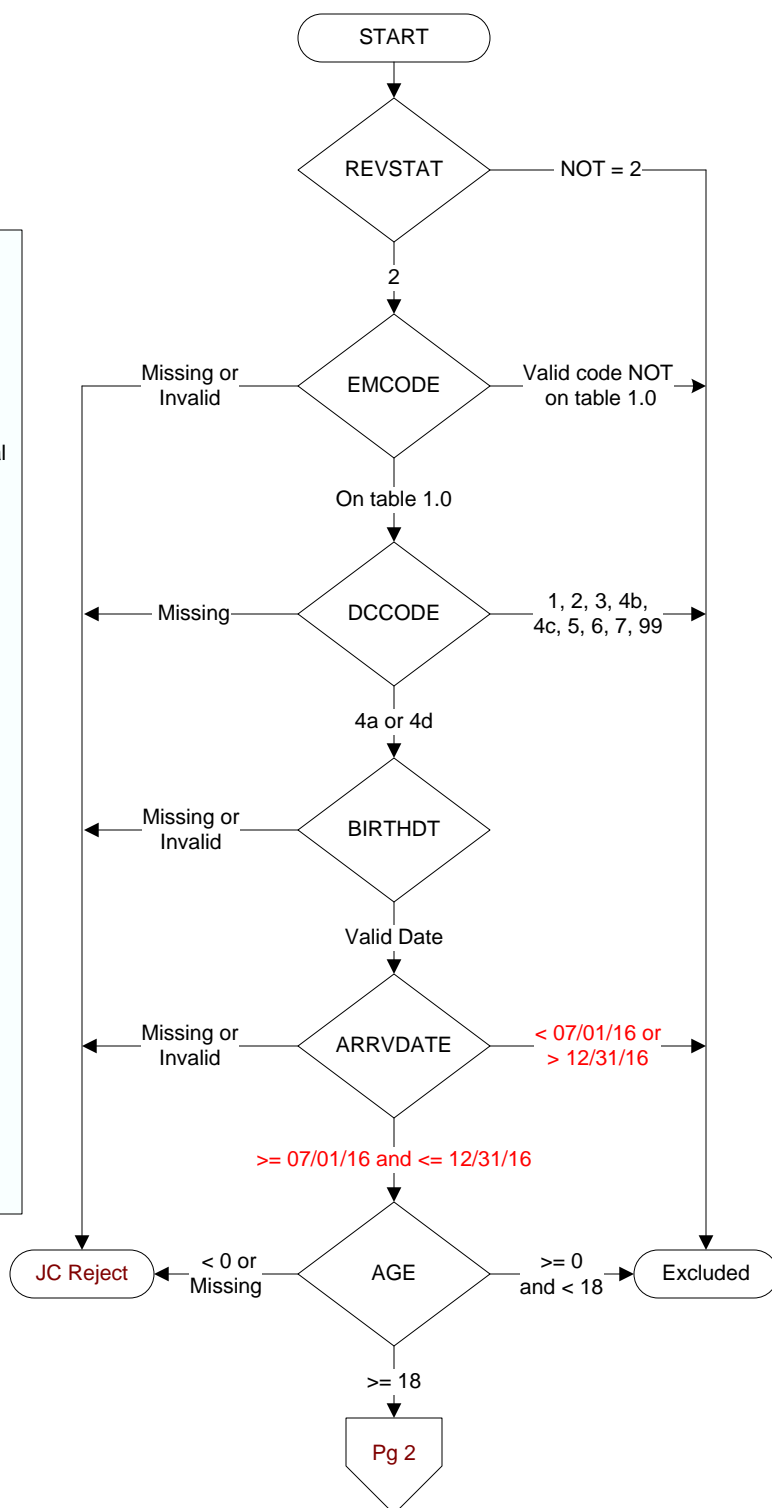 START
REVSTAT
NOT = 2
2
Missing or
Invalid
EMCODE
Valid code NOT
on table 1.0
al
On table 1.0
Missing
DCCODE
1, 2, 3, 4b,
4c, 5, 6, 7, 99
4a or 4d
Missing or
Invalid
BIRTHDT
Valid Date
Missing or
Invalid
ARRVDATE
< 07/01/16 or
> 12/31/16
>= 07/01/16 and <= 12/31/16
JC Reject
< 0 or
Missing
AGE
>= 0
and < 18
Excluded
>= 18
Pg 2